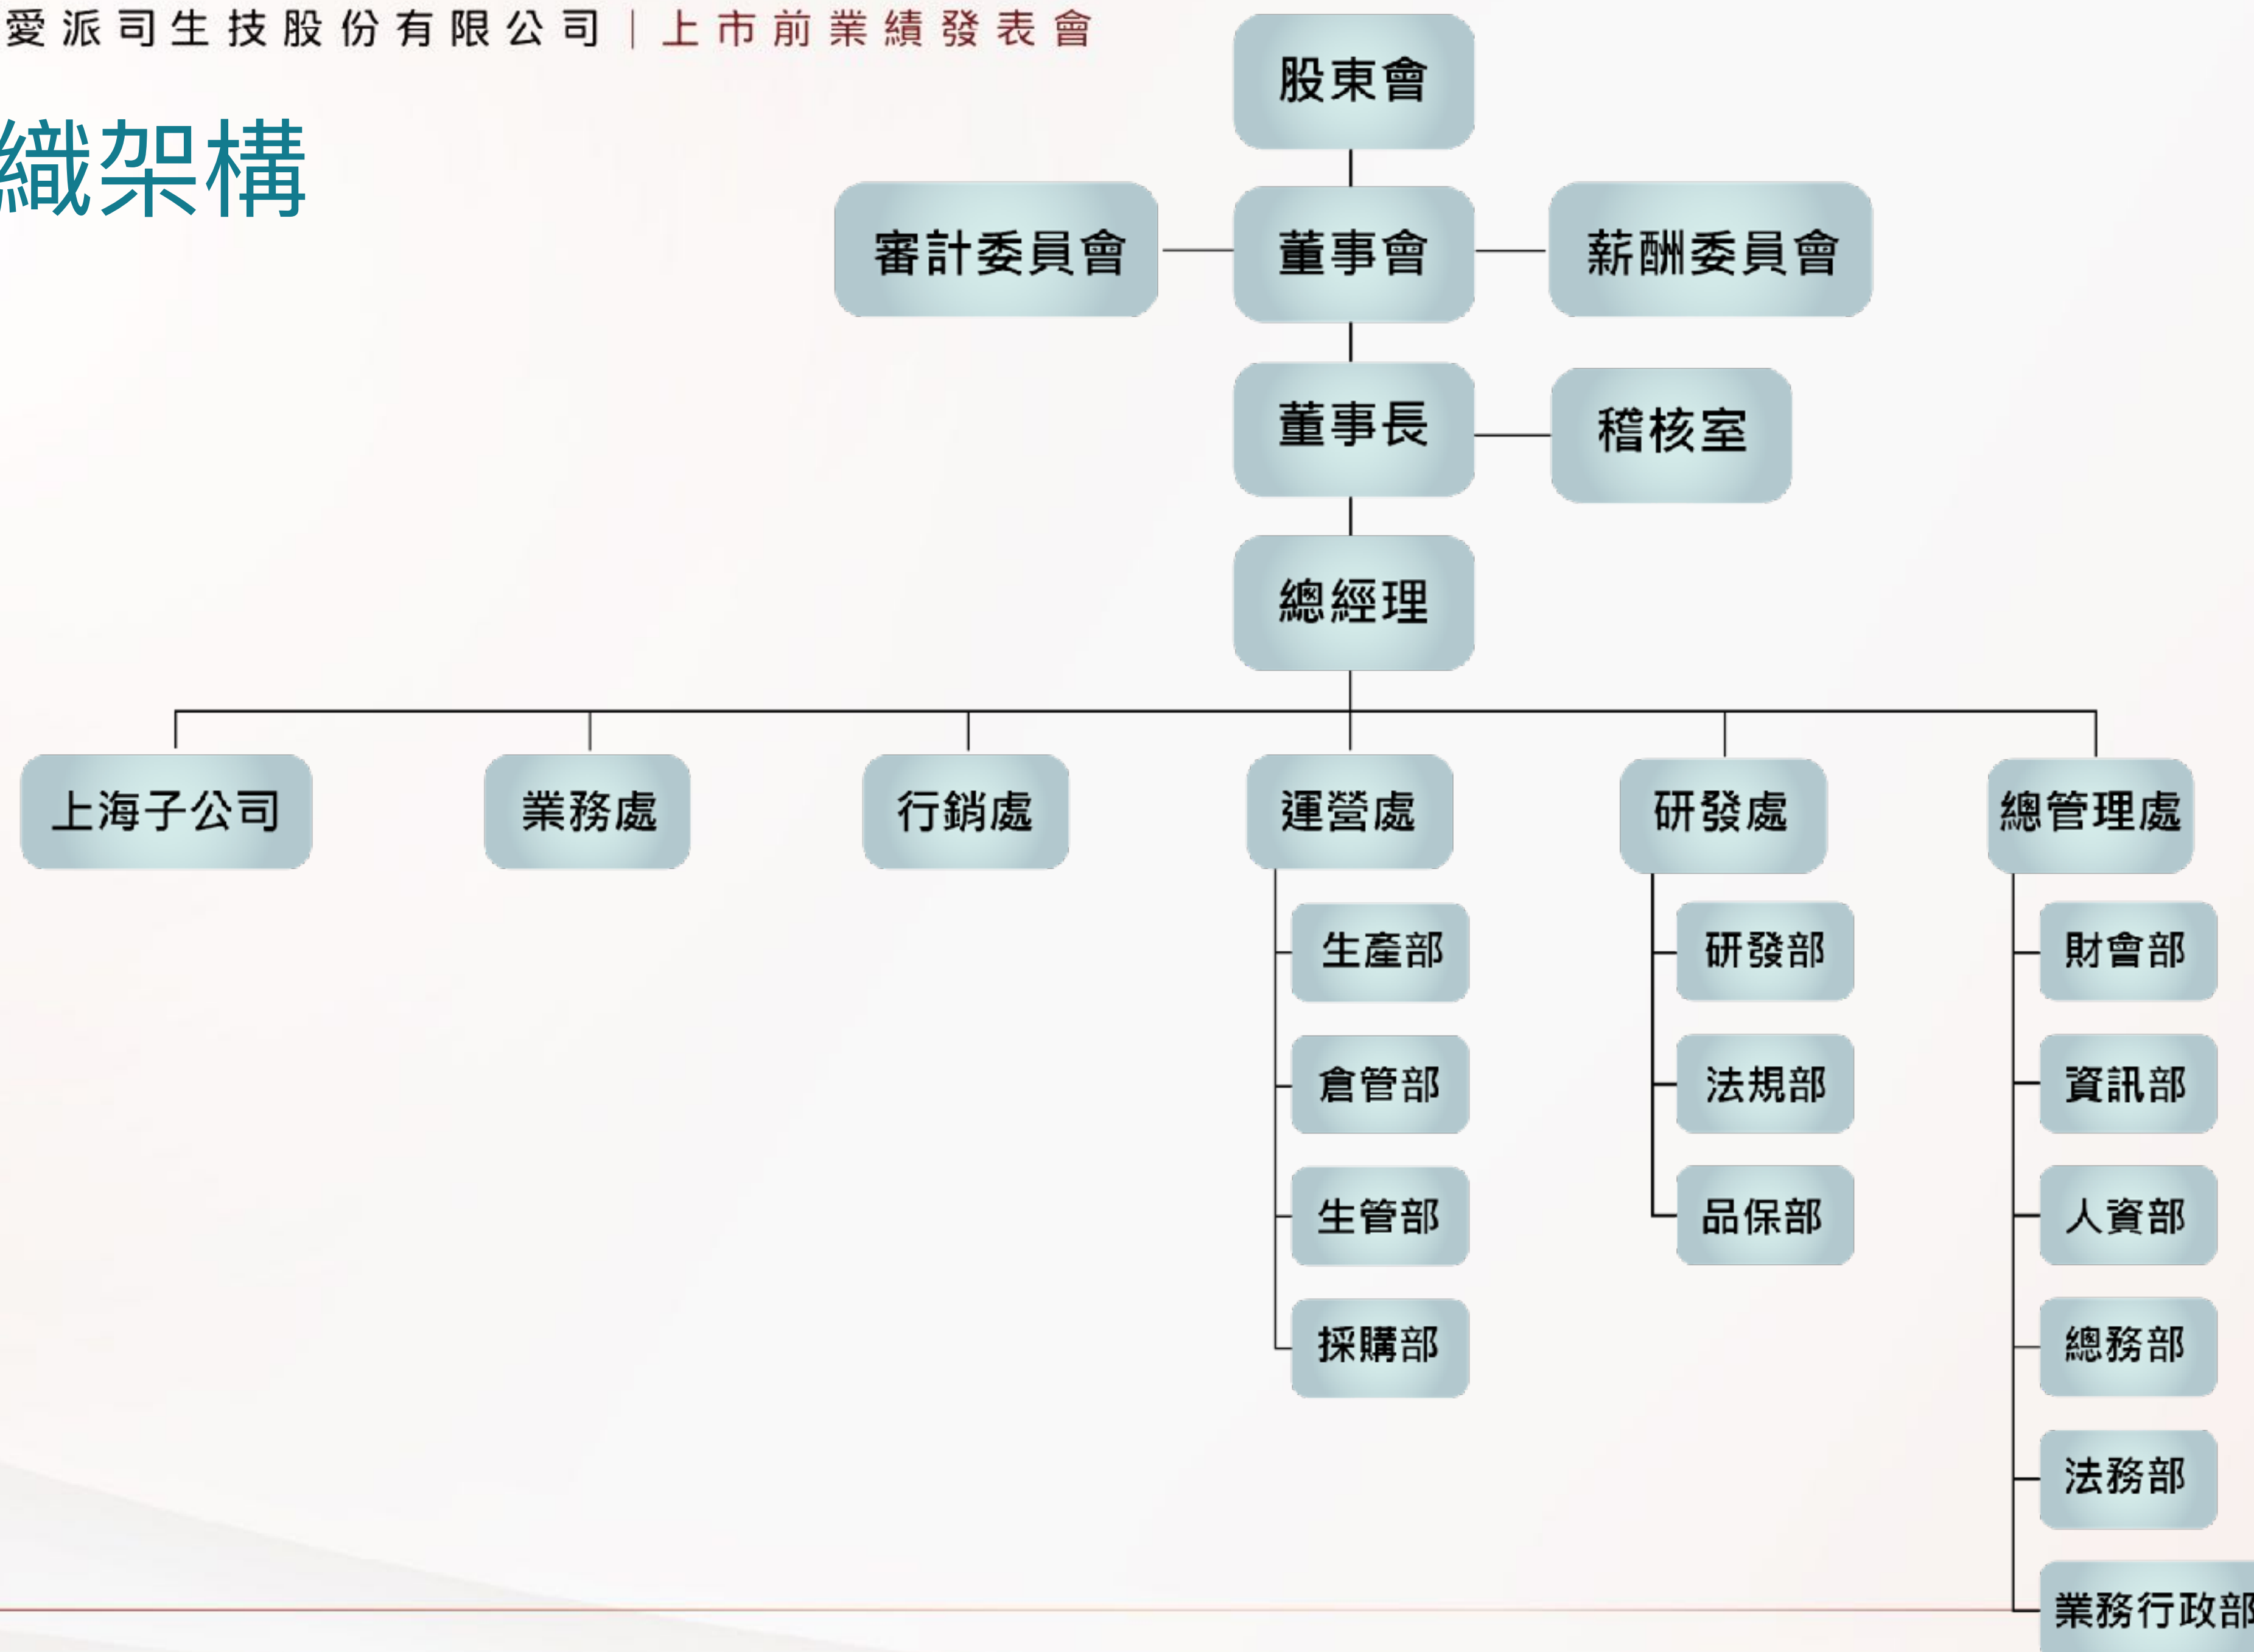 愛派司生技股份有限公司｜上市前業績發表會
織架構
股東會
審計委員會
董事會
薪酬委員會
董事長
稽核室
總經理
上海子公司
業務處
行銷處
運營處
研發處
總管理處
生產部
研發部
財會部
倉管部
法規部
資訊部
生管部
品保部
人資部
採購部
總務部
法務部
業務行政部